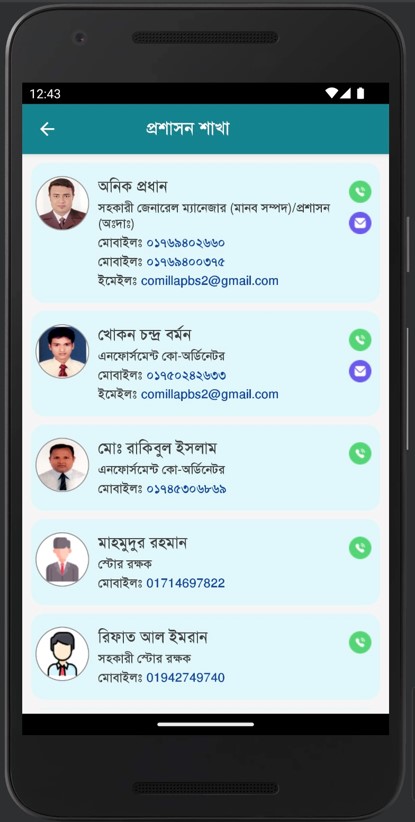 12:43
প্রশাসন শাখা
অনিক প্রধান
সহকারী জেনারেল ম্যানেজার (মানব সম্পদ)/প্রশাসন
(অঃদাঃ)
মোবাইলঃ ০১৭৬৯৪০২৬৬০
মোবাইলঃ ০১৭৬৯৪০০৩৭৫
ইমেইলঃ comillapbs2@gmail.com
খোকন চন্দ্র বর্মন
এনফোর্সমেন্ট কো-অর্ডিনেটর
মোবাইলঃ ০১৭৫০২৪২৬৩৩
ইমেইলঃ comillapbs2@gmail.com
মোঃ রাকিবুল ইসলাম
এনফোর্সমেন্ট কো-অর্ডিনেটর
মোবাইলঃ ০১৭৪৫৩০৬৮৬৯
মাহমুদুর রহমান
স্টোর রক্ষক
মোবাইলঃ 01714697822
রিফাত আল ইমরান
সহকারী স্টোর রক্ষক
মোবাইলঃ 01942749740